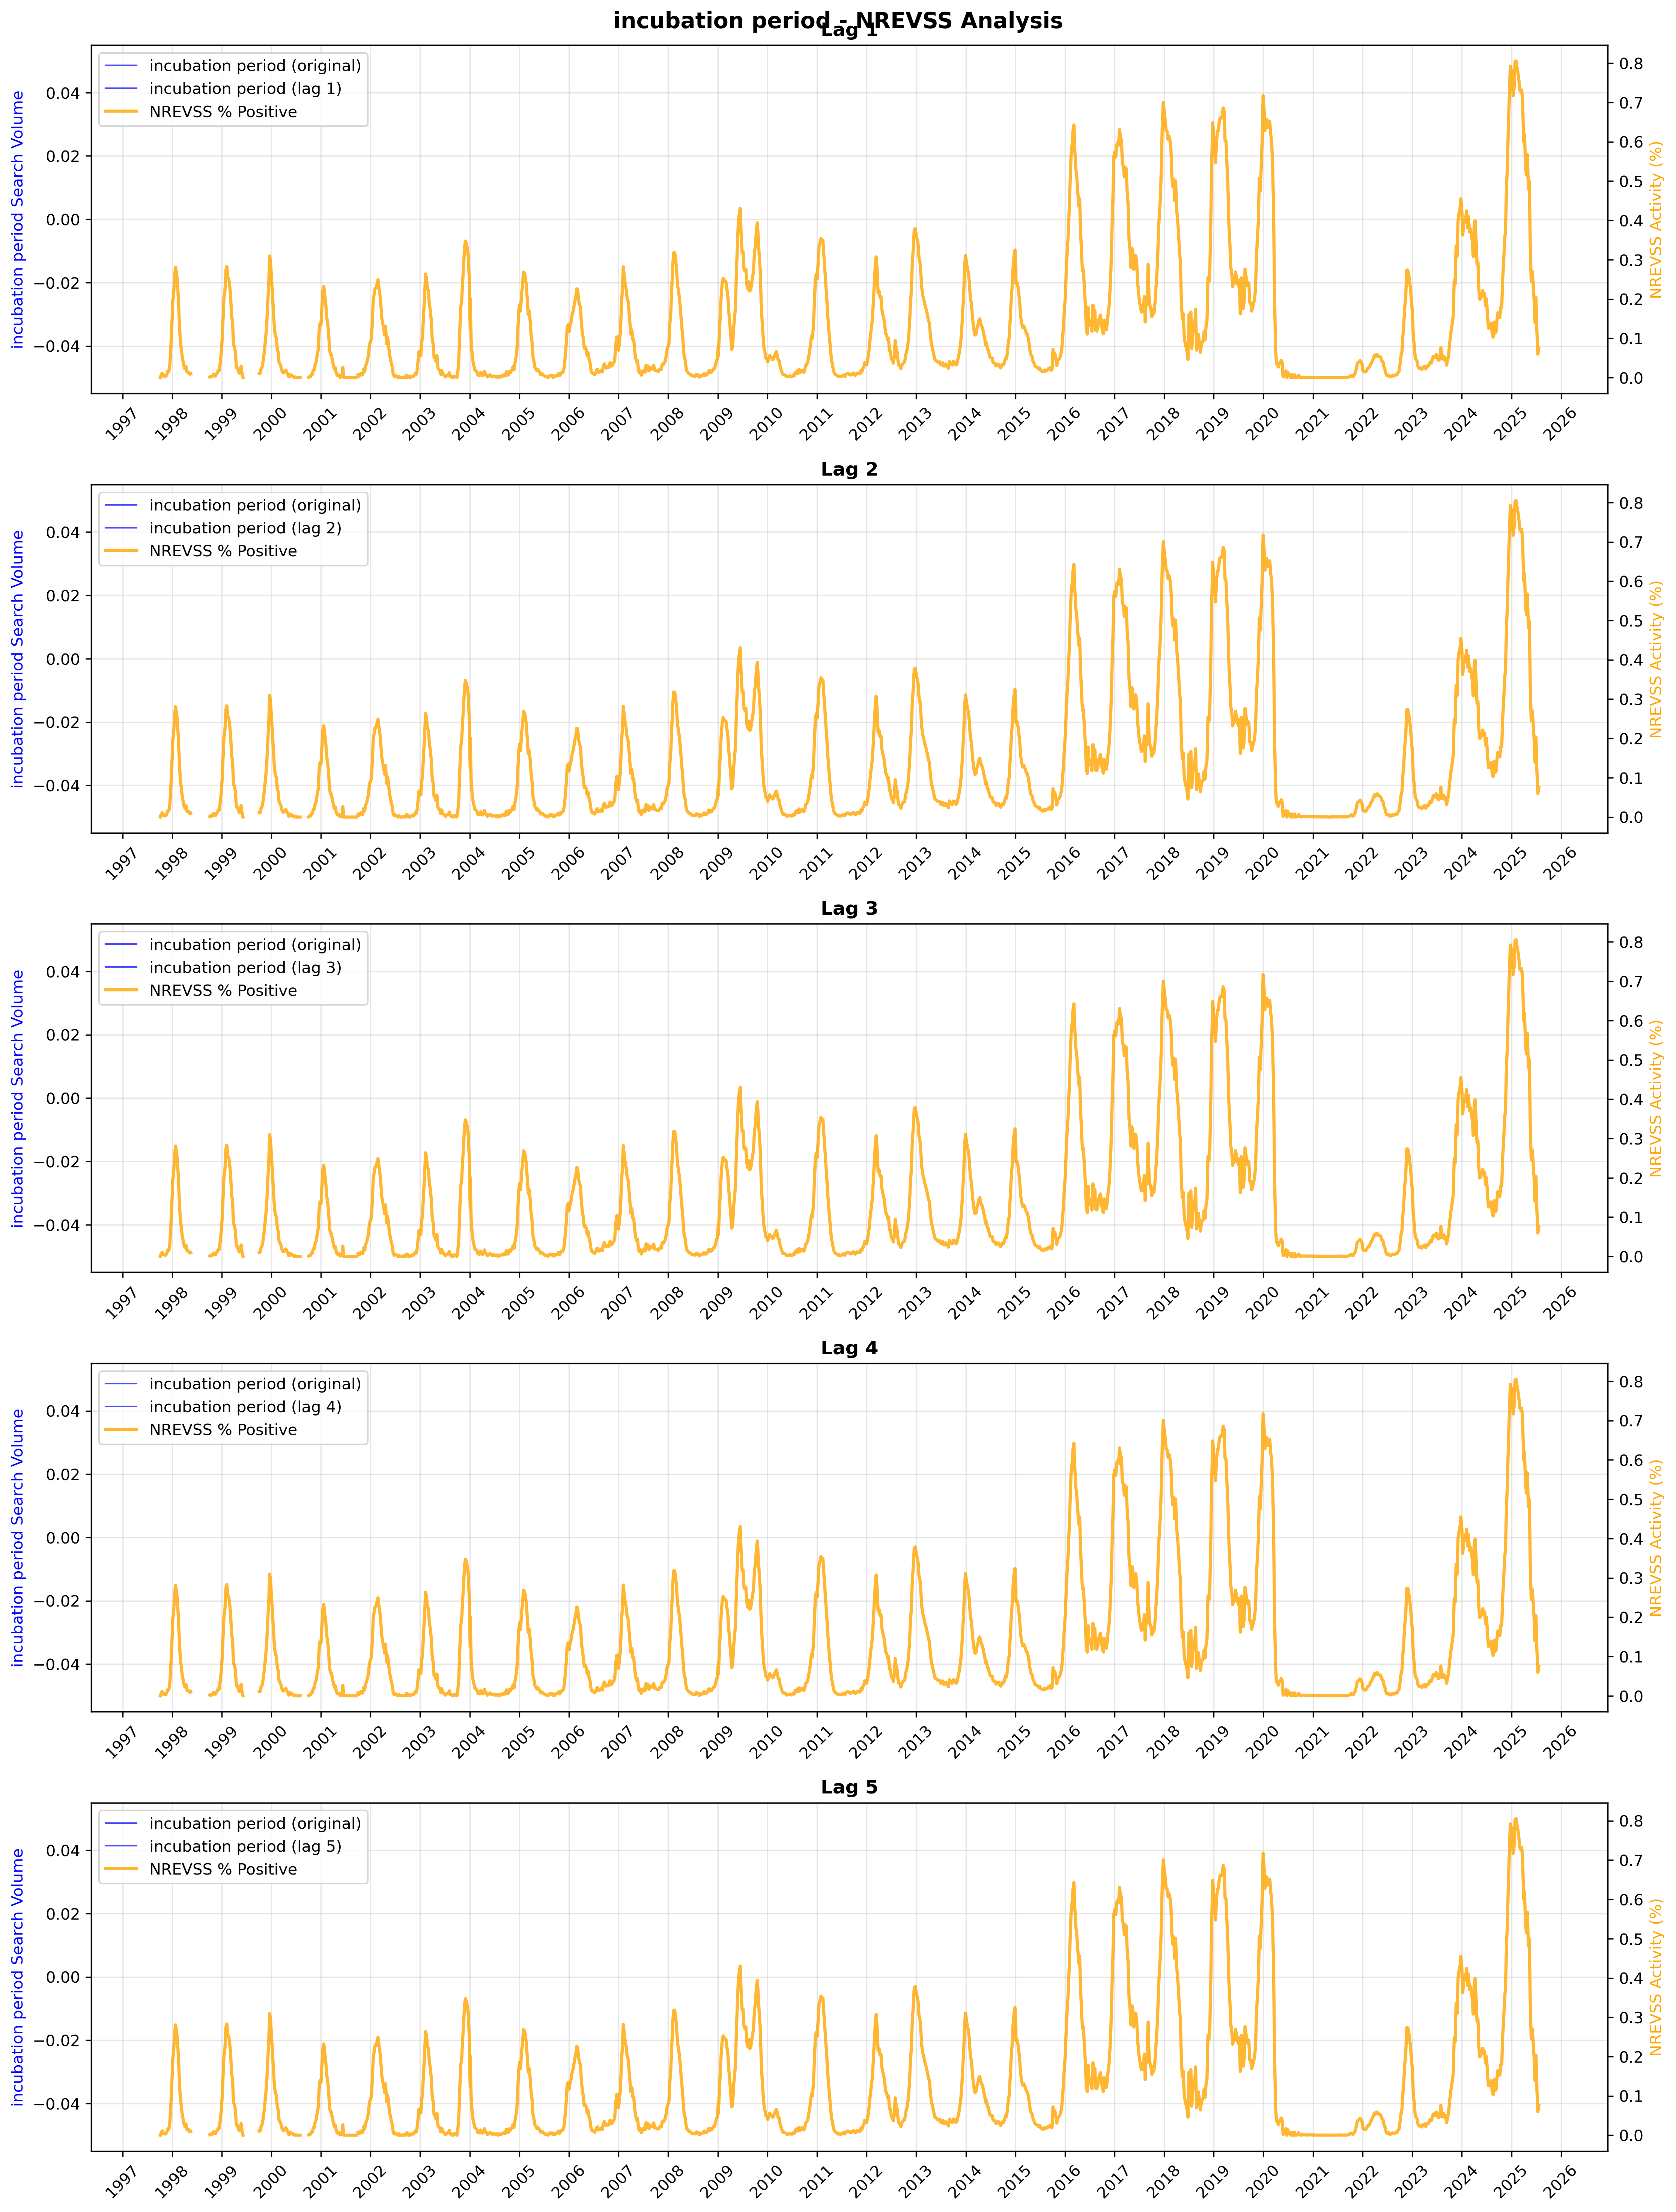 incubation period - NREVSS Analysis
Lag 1
incubation period (original)
incubation period (lag 1)
NREVSS % Positive
incubation period Search Volume
0.04
0.02
0.00
−0.02
−0.04
NREVSS Activity (%)
0.8
0.7
0.6
0.5
0.4
0.3
0.2
0.1
0.0
1997 1998 1999 2000 2001 2002 2003 2004 2005 2006 2007 2008 2009 2010 2011 2012 2013 2014 2015 2016 2017 2018 2019 2020 2021 2022 2023 2024 2025 2026
Lag 2
incubation period (original)
incubation period (lag 2)
NREVSS % Positive
incubation period Search Volume
0.04
0.02
0.00
−0.02
−0.04
NREVSS Activity (%)
0.8
0.7
0.6
0.5
0.4
0.3
0.2
0.1
0.0
1997 1998 1999 2000 2001 2002 2003 2004 2005 2006 2007 2008 2009 2010 2011 2012 2013 2014 2015 2016 2017 2018 2019 2020 2021 2022 2023 2024 2025 2026
Lag 3
incubation period (original)
incubation period (lag 3)
NREVSS % Positive
incubation period Search Volume
0.04
0.02
0.00
−0.02
−0.04
NREVSS Activity (%)
0.8
0.7
0.6
0.5
0.4
0.3
0.2
0.1
0.0
1997 1998 1999 2000 2001 2002 2003 2004 2005 2006 2007 2008 2009 2010 2011 2012 2013 2014 2015 2016 2017 2018 2019 2020 2021 2022 2023 2024 2025 2026
Lag 4
incubation period (original)
incubation period (lag 4)
NREVSS % Positive
incubation period Search Volume
0.04
0.02
0.00
−0.02
−0.04
NREVSS Activity (%)
0.8
0.7
0.6
0.5
0.4
0.3
0.2
0.1
0.0
1997 1998 1999 2000 2001 2002 2003 2004 2005 2006 2007 2008 2009 2010 2011 2012 2013 2014 2015 2016 2017 2018 2019 2020 2021 2022 2023 2024 2025 2026
Lag 5
incubation period (original)
incubation period (lag 5)
NREVSS % Positive
incubation period Search Volume
0.04
0.02
0.00
−0.02
−0.04
NREVSS Activity (%)
0.8
0.7
0.6
0.5
0.4
0.3
0.2
0.1
0.0
1997 1998 1999 2000 2001 2002 2003 2004 2005 2006 2007 2008 2009 2010 2011 2012 2013 2014 2015 2016 2017 2018 2019 2020 2021 2022 2023 2024 2025 2026